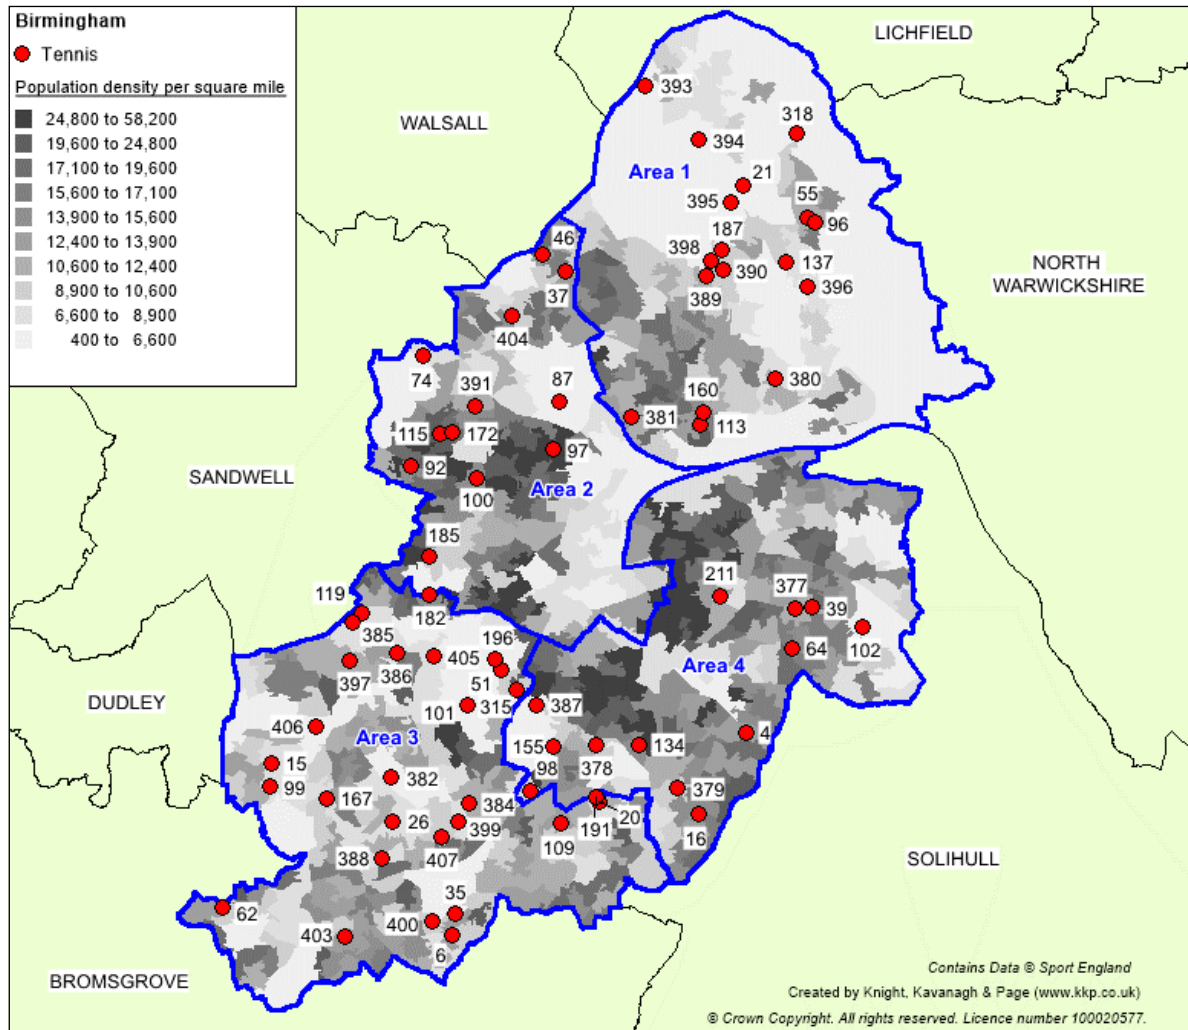 Birmingham
Tennis
Population density per square mile
24,800 to 58,200
19,600 to 24,800
17,100 to 19,600
15,600 to 17,100
13,900 to 15,600
12,400 to 13,900
10,600 to 12,400
8,900 to 10,600
6,600 to 8,900
400 to 6,600
LICHFIELD
WALSALL
393
318
394
Area 1
21
395
55
96
46
187
398
137
NORTH
WARWICKSHIRE
390
37
389
396
404
74
391
87
380
160
381
113
115
172
97
92
SANDWELL
100
Area 2
185
211
377
39
119
182
102
385
196
64
386
405
397
Area 4
51
DUDLEY
101
315
387
406
Area 3
4
155
134
15
98
378
382
99
379
167
384
20
26
399
191
16
109
407
388
SOLIHULL
35
62
400
403
6
BROMSGROVE
Contains Data © Sport England
Created by Knight, Kavanagh & Page (www.kkp.co.uk)
© Crown Copyright. All rights reserved. Licence number 100020577.